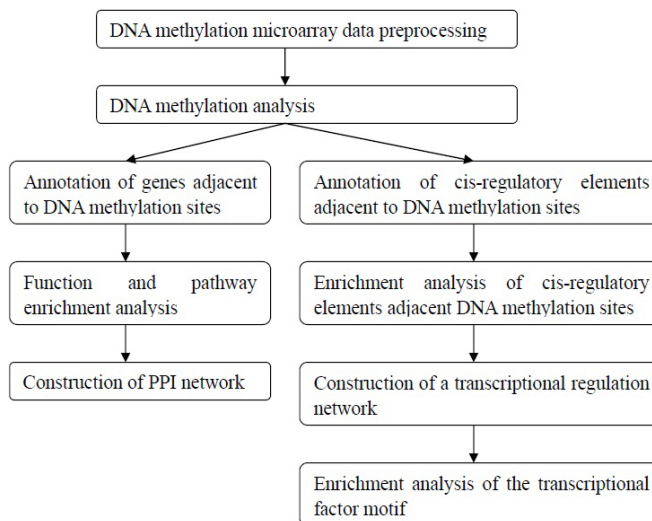 DNA methylation microarray data preprocessing
DNA methylation analysis
Annotation of genes adjacent
to DNA methylation sites
Annotation of cis-regulatory elements
adjacent to DNA methylation sites
Function and pathway
enrichment analysis
Enrichment analysis of cis-regulatory
elements adjacent DNA methylation sites
Construction of PPI network
Construction of a transcriptional regulation
network
Enrichment analysis of the transcriptional
factor motif